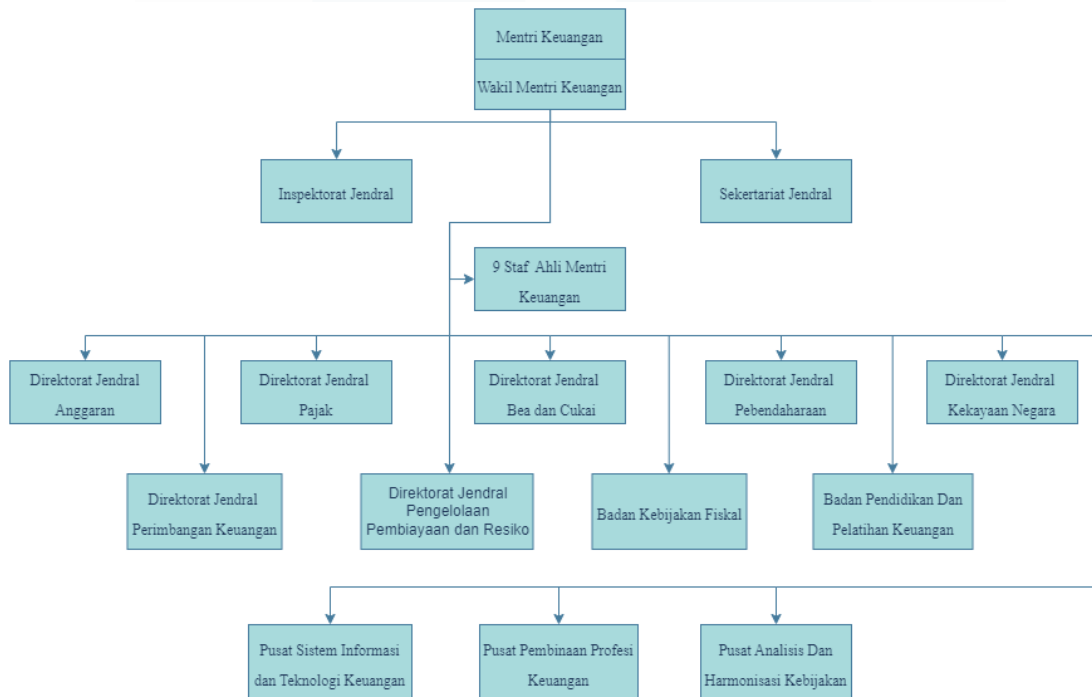 Mentri Keuangan
Wakil Mentri Keuangan
Inspektorat Jendral
Sekertariat Jendral
9 Staf Ahli Mentri
Keuangan
Direktorat Jendral
Anggaran
Direktorat Jendral
Pajak
Direktorat Jendral
Bea dan Cukai
Direktorat Jendral
Pebendaharaan
Direktorat Jendral
Kekayaan Negara
Direktorat Jendral
Perimbangan Keuangan
Direktorat Jendral
Pengelolaan
Pembiayaan dan Resiko
Badan Kebijakan Fiskal
Badan Pendidikan Dan
Pelatihan Keuangan
Pusat Sistem Informasi
dan Teknologi Keuangan
Pusat Pembinaan Profesi
Keuangan
Pusat Analisis Dan
Harmonisasi Kebijakan